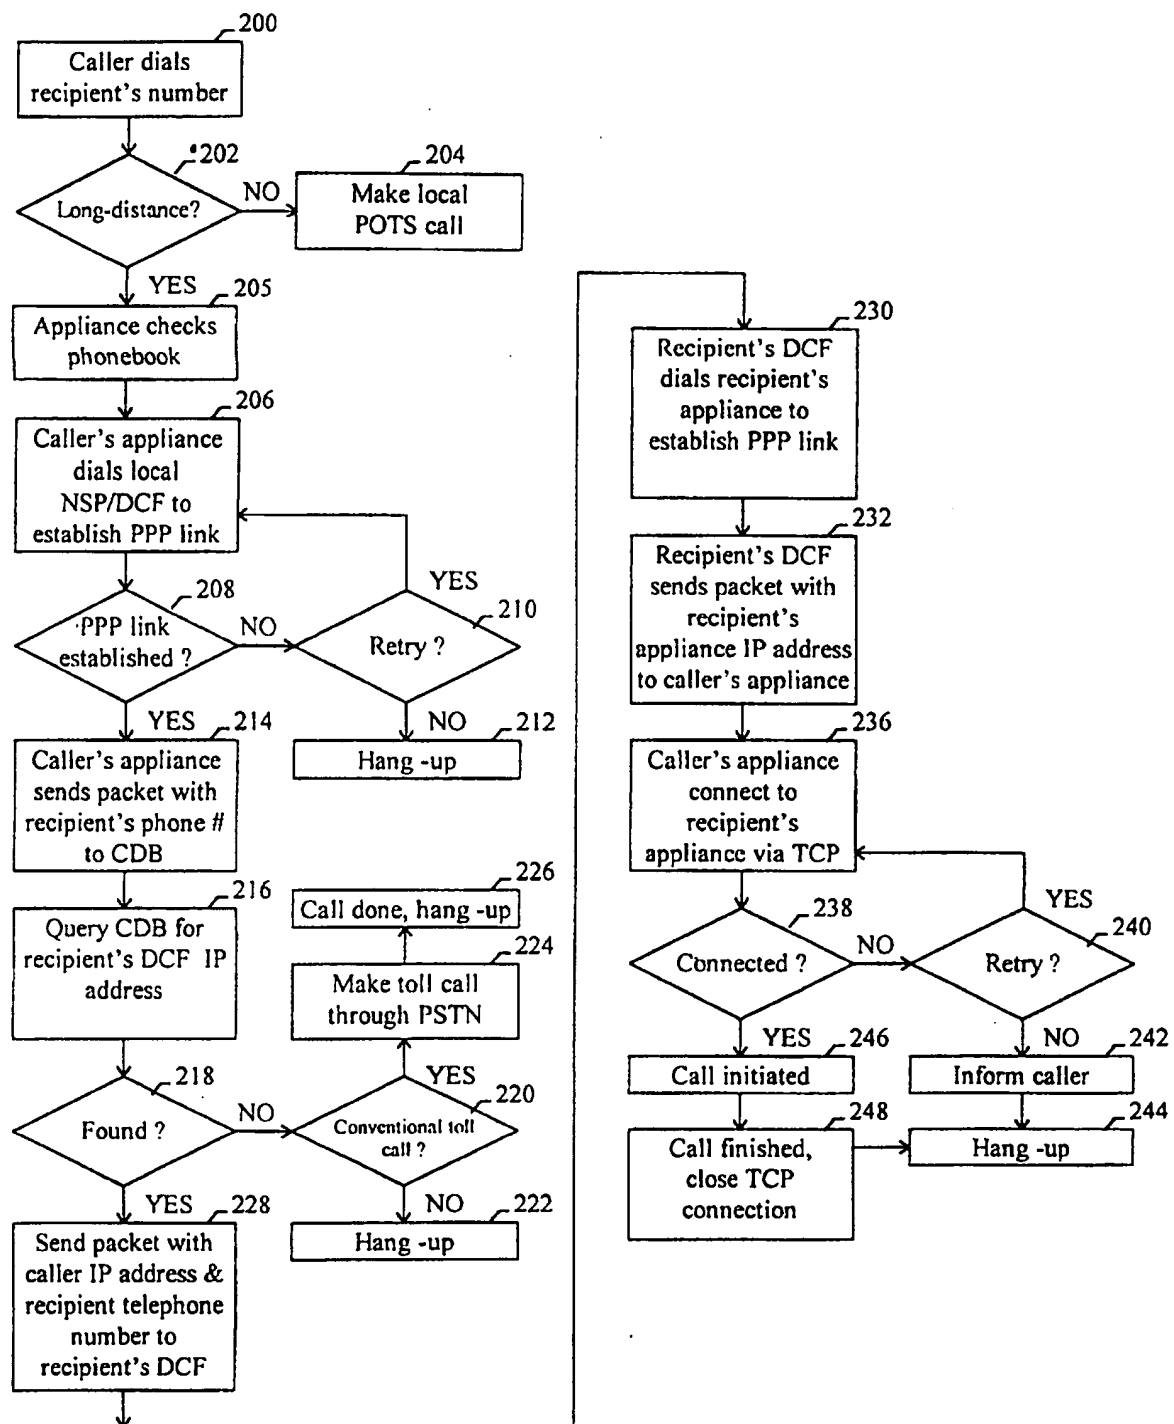 200
Caller dials
recipient's number
202
Long-distance?
NO
204
Make local
POTS call
YES
205
Appliance checks
phonebook
206
Caller's appliance
dials local
NSP/DCF to
establish PPP link
208
PPP link
established ?
NO
YES
210
Retry ?
NO
212
Hang -up
YES
214
Caller's appliance
sends packet with
recipient's phone #
to CDB
216
Query CDB for
recipient's DCF IP
address
226
Call done, hang -up
224
Make toll call
through PSTN
218
Found ?
NO
YES
220
Conventional toll
call ?
NO
222
Hang -up
YES
228
Send packet with
caller IP address &
recipient telephone
number to
recipient's DCF
230
Recipient's DCF
dials recipient's
appliance to
establish PPP link
232
Recipient's DCF
sends packet with
recipient's
appliance IP address
to caller's appliance
236
Caller's appliance
connect to
recipient's
appliance via TCP
238
Connected ?
NO
YES
240
Retry ?
YES
246
Call initiated
NO
242
Inform caller
248
Call finished,
close TCP
connection
244
Hang -up